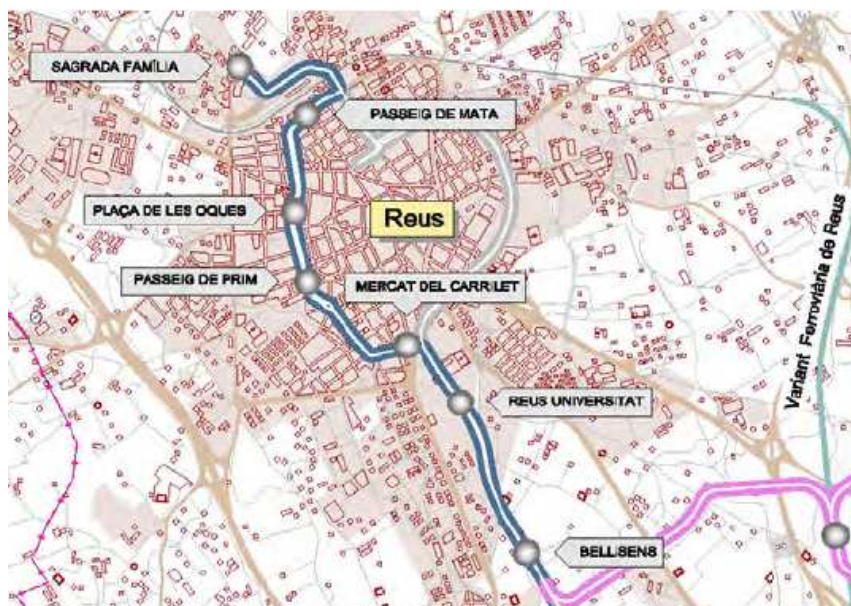 SAGRADA FAMÍLIA
PASSEIG DE MATA
PLAÇA DE LES OQUES
Reus
PASSEIG DE PRIM
MERCAT DEL CARRILET
Variant Ferroviària de Reus
REUS UNIVERSITAT
BELLISENS